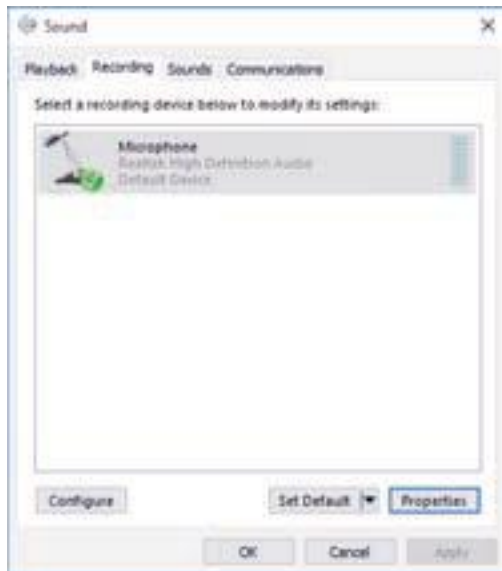 Sound
Playback Recording Sounds Communications
Select a recording device below to modify its settings:
Microphone
Realtek High Definition Audio
Default Device
Configure
Set Default
Properties
OK
Cancel
Apply